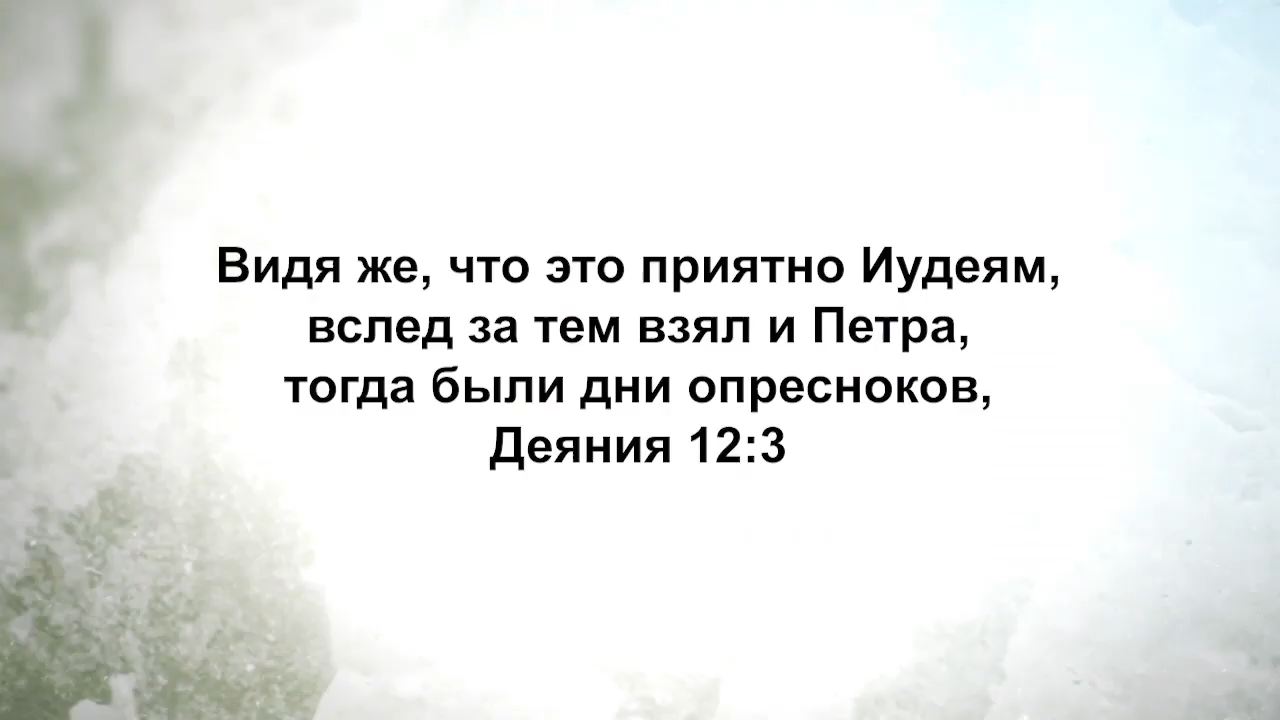 Видя же, что это приятно Иудеям,
вслед за тем взял и Петра,
тогда были дни опресноков,
Деяния 12:3